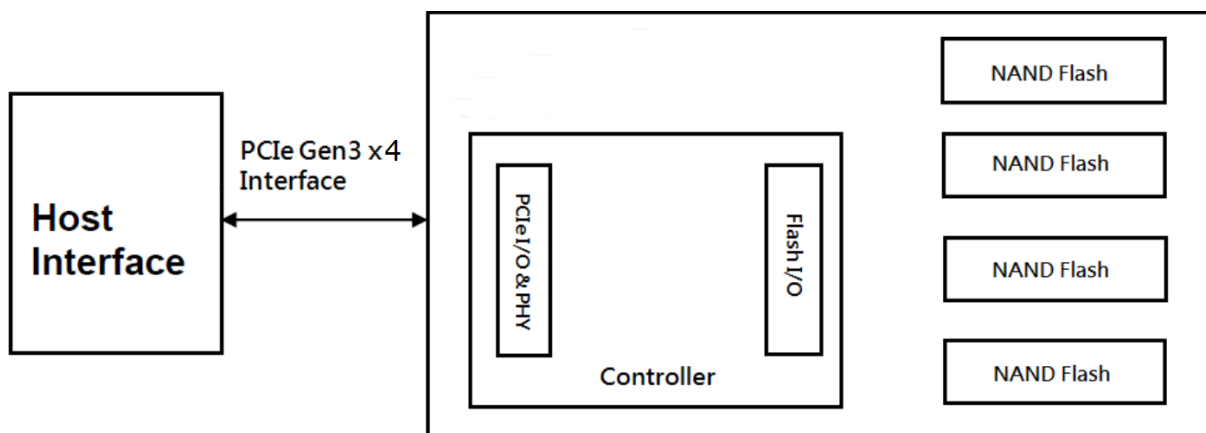 Host
Interface
PCIe Gen3 x4
Interface
PCIe I/O & PHY
Flash I/O
Controller
NAND Flash
NAND Flash
NAND Flash
NAND Flash